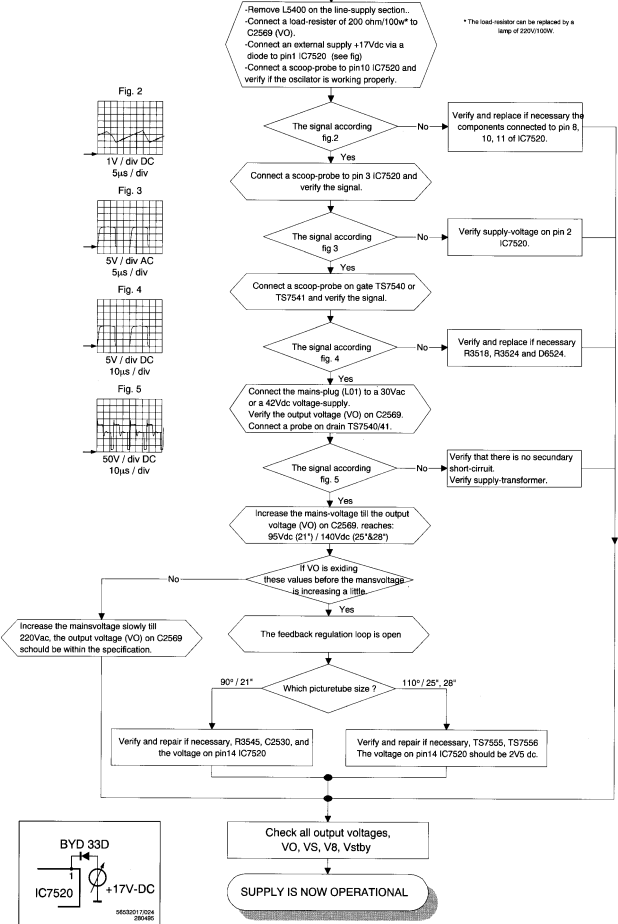 -Remove L5400 on the line-supply section..
-Connect a load-resister of 200 ohm/100w* to
C2569 (VO).
-Connect an external supply +17Vdc via a
diode to pin1 IC7520 (see fig)
-Connect a scoop-probe to pin10 IC7520 and
verify if the oscilator is working properly.
* The load-resistor can be replaced by a
lamp of 220V/100W.
Fig. 2
1V / div DC
5µs / div
The signal according
fig.2
No
Verify and replace if necessary the
components connected to pin 8,
10, 11 of IC7520.
Yes
Connect a scoop-probe to pin 3 IC7520 and
verify the signal.
Fig. 3
5V / div AC
5µs / div
The signal according
fig 3
No
Verify supply-voltage on pin 2
IC7520.
Yes
Connect a scoop-probe on gate TS7540 or
TS7541 and verify the signal.
Fig. 4
5V / div DC
10µs / div
The signal according
fig. 4
No
Verify and replace if necessary
R3518, R3524 and D6524.
Yes
Connect the mains-plug (L01) to a 30Vac
or a 42Vdc voltage-supply.
Verify the output voltage (VO) on C2569.
Connect a probe on drain TS7540/41.
Fig. 5
50V / div DC
10µs / div
The signal according
fig. 5
No
Verify that there is no secundary
short-cirruit.
Verify supply-transformer.
Yes
Increase the mains-voltage till the output
voltage (VO) on C2569. reaches:
95Vdc (21") / 140Vdc (25"&28")
If VO is exiding
these values before the mansvoltage
is increasing a little.
No
Yes
Increase the mainsvoltage slowly till
220Vac, the output voltage (VO) on C2569
schould be within the specification.
The feedback regulation loop is open
Which picturetube size ?
90° / 21"
110° / 25", 28"
Verify and repair if necessary, R3545, C2530, and
the voltage on pin14 IC7520
Verify and repair if necessary, TS7555, TS7556
The voltage on pin14 IC7520 should be 2V5 dc.
Check all output voltages,
VO, VS, V8, Vstby
SUPPLY IS NOW OPERATIONAL
BYD 33D
1
IC7520
+17V-DC
56532017/024
280495